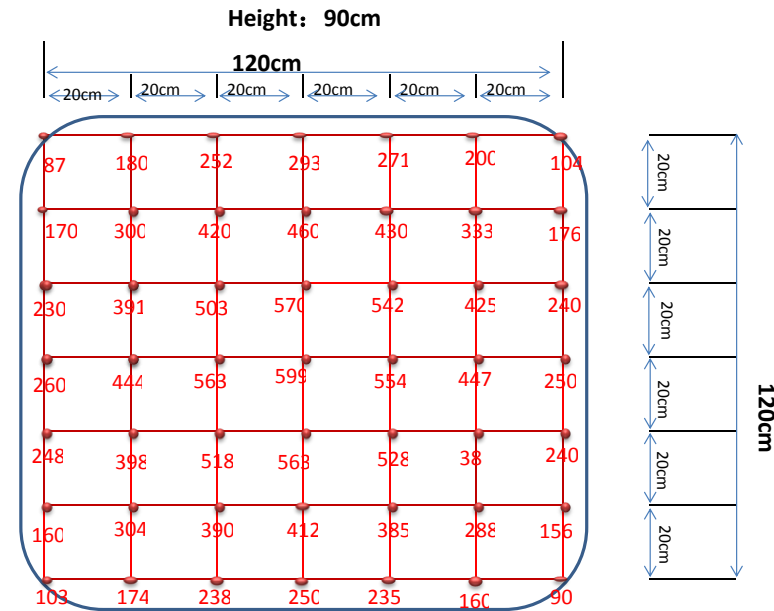 Height： 90cm
120cm
20cm 20cm 20cm 20cm 20cm 20cm
87 180 252 293 271 200 104
20cm
170 300 420 460 430 333 176
20cm
230 391 503 570 542 425 240
20cm
260 444 563 599 554 447 250
20cm
120cm
248 398 518 563 528 38 240
20cm
160 304 390 412 385 288 156
20cm
103 174 238 250 235 160 90